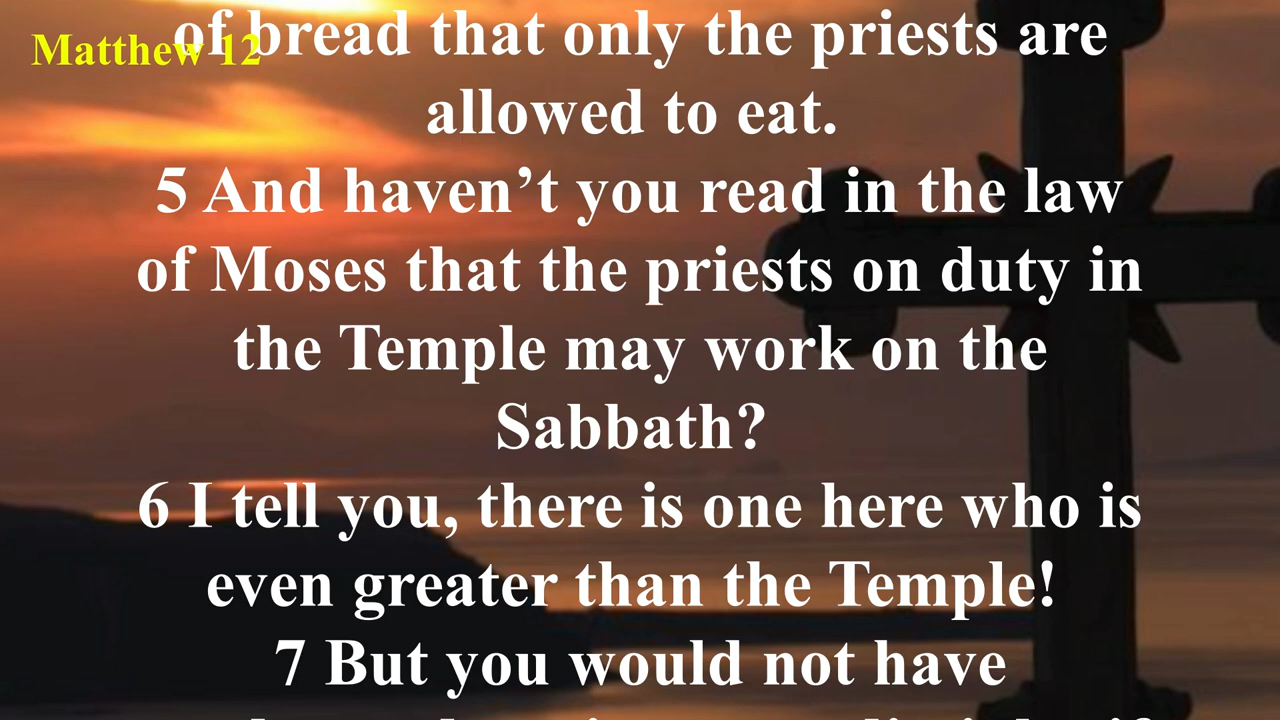 Matthew 12
of bread that only the priests are
allowed to eat.
5 And haven’t you read in the law
of Moses that the priests on duty in
the Temple may work on the
Sabbath?
6 I tell you, there is one here who is
even greater than the Temple!
7 But you would not have